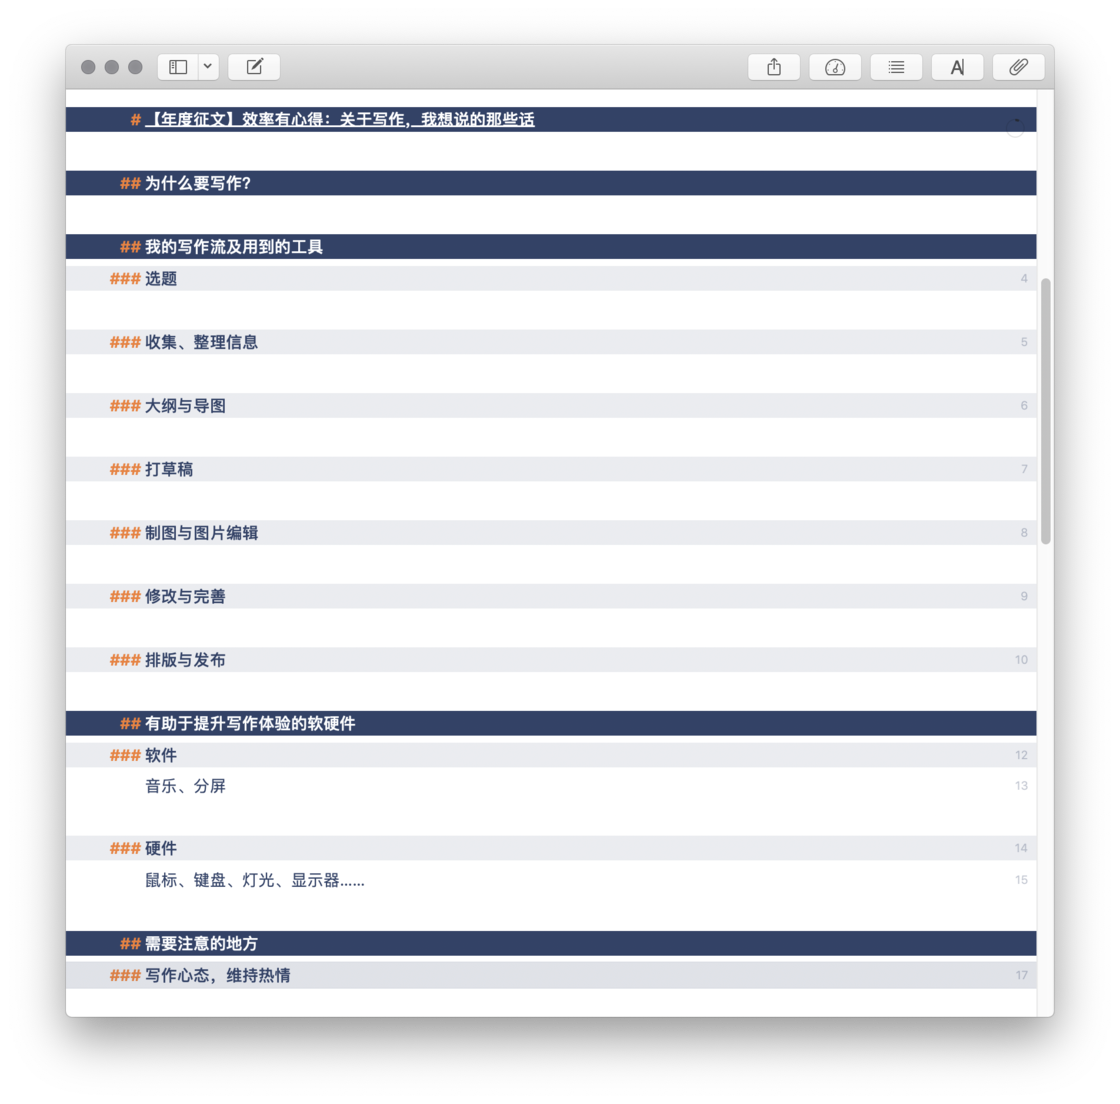 # 【年度征文】效率有心得：关于写作，我想说的那些话
## 为什么要写作？
## 我的写作流及用到的工具
### 选题 4
### 收集、整理信息 5
### 大纲与导图 6
### 打草稿 7
### 制图与图片编辑 8
### 修改与完善 9
### 排版与发布 10
## 有助于提升写作体验的软硬件
### 软件 12
音乐、分屏 13
### 硬件 14
鼠标、键盘、灯光、显示器…… 15
## 需要注意的地方
### 写作心态，维持热情 17